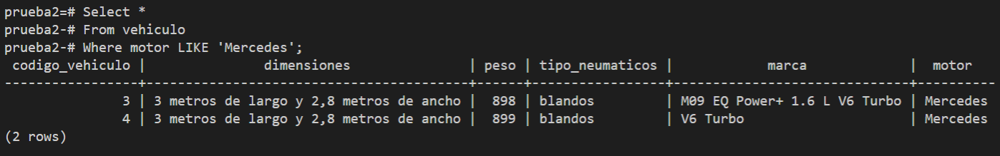 prueba2=# Select *
prueba2-# From vehiculo
prueba2-# Where motor LIKE 'Mercedes';
 codigo_vehiculo |               dimensiones               | peso | tipo_neumaticos |            marca             |  motor
-----------------+-----------------------------------------+------+-----------------+------------------------------+----------
               3 | 3 metros de largo y 2,8 metros de ancho |  898 | blandos         | M09 EQ Power+ 1.6 L V6 Turbo | Mercedes
               4 | 3 metros de largo y 2,8 metros de ancho |  899 | blandos         | V6 Turbo                     | Mercedes
(2 rows)